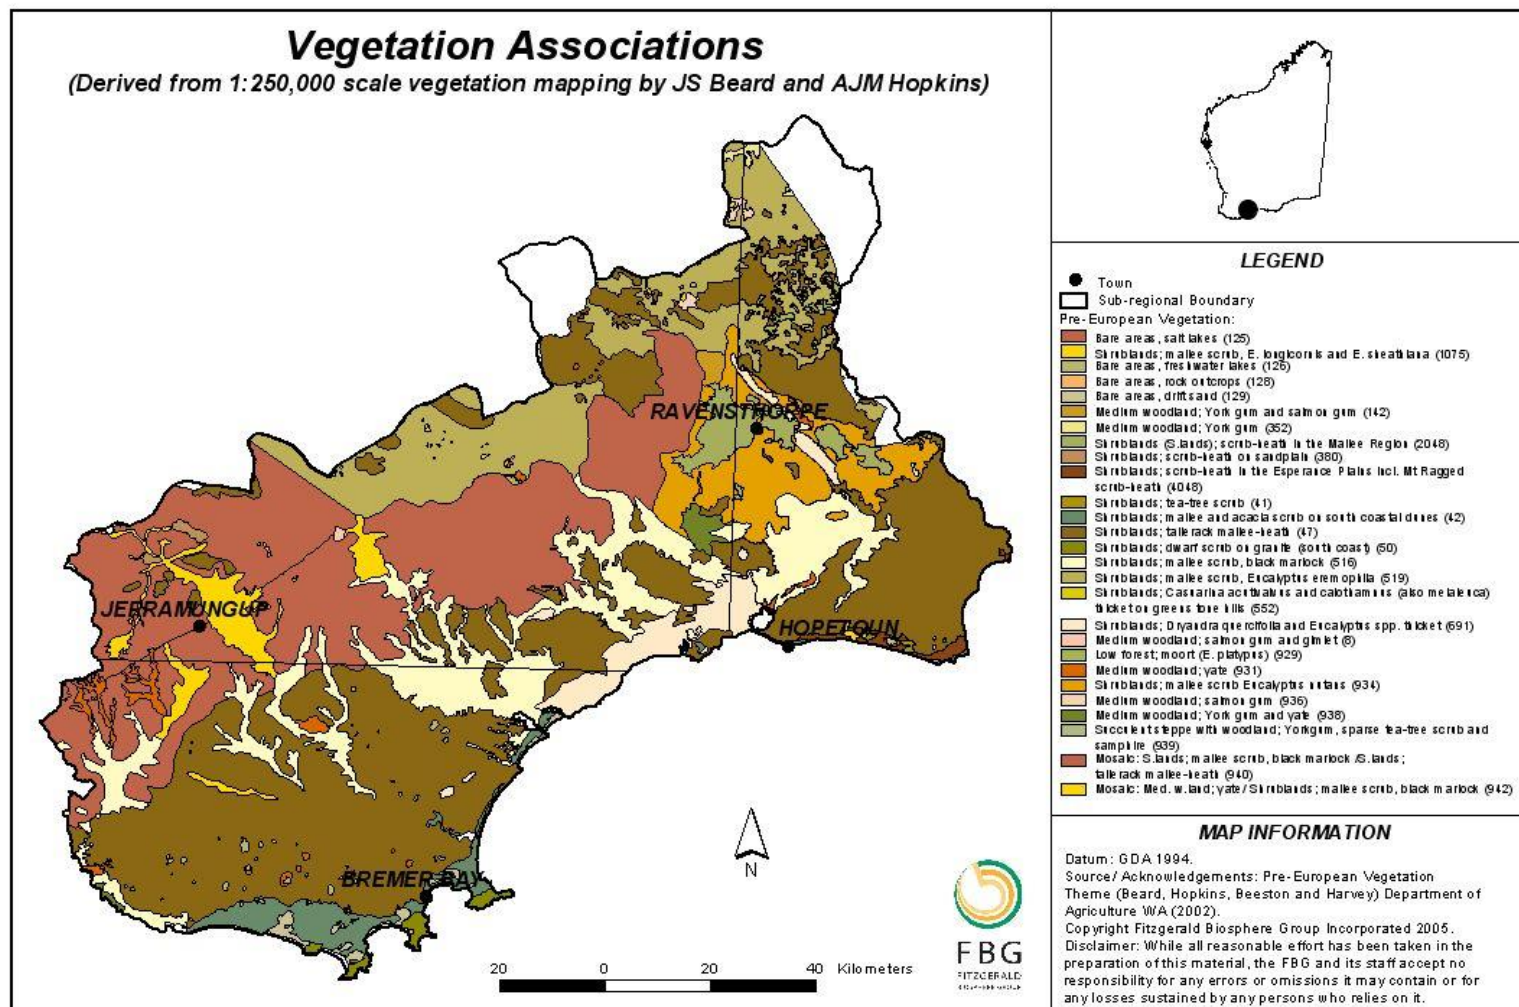 Vegetation Associations
(Derived from 1:250,000 scale vegetation mapping by JS Beard and AJM Hopkins)
RAVENSTHORPE
JERRAMUNGUP
HOPETOUN
BREMER BAY
N
20 0 20 40 Kilometers
FBG
FITZGERALD
LEGEND
Town
Sub-regional Boundary
Pre-European Vegetation:
Bare areas, salt lakes (125)
Shrublands; mallee scrub, E. longicornis and E. sheathiana (1075)
Bare areas, freshwater lakes (126)
Bare areas, rock outcrops (128)
Bare areas, drift sand (129)
Medium woodland; York gum and salmon gum (142)
Medium woodland; York gum (352)
Shrublands (S.lands); scrub-heath in the Mallee Region (2048)
Shrublands; scrub-heath on sandplain (380)
Shrublands; scrub-heath in the Esperance Plains incl. Mt Ragged
scrub-heath (4048)
Shrublands; tea-tree scrub (41)
Shrublands; mallee and acacia scrub on south coastal dunes (42)
Shrublands; tallerack mallee-heath (47)
Shrublands; dwarf scrub on granite (south coast) (50)
Shrublands; mallee scrub, black marlock (516)
Shrublands; mallee scrub, Eucalyptus eremophila (519)
Shrublands; Casuarina acutivalvis and calothamnus (also melaleuca)
thicket on greenstone hills (552)
Shrublands; Dryandra quercifolia and Eucalyptus spp. thicket (691)
Medium woodland; salmon gum and gimlet (8)
Low forest; moort (E. platypus) (929)
Medium woodland; yate (931)
Shrublands; mallee scrub Eucalyptus nutans (934)
Medium woodland; salmon gum (936)
Medium woodland; York gum and yate (938)
Succulent steppe with woodland; Yorkgum, sparse tea-tree scrub and
samphire (939)
Mosaic: S.lands; mallee scrub, black marlock /S.lands;
tallerack mallee-heath (940)
Mosaic: Med. w.land; yate/ Shrublands; mallee scrub, black marlock (942)
MAP INFORMATION
Datum: GDA 1994.
Source/ Acknowledgements: Pre-European Vegetation
Theme (Beard, Hopkins, Beeston and Harvey) Department of
Agriculture WA (2002).
Copyright Fitzgerald Biosphere Group Incorporated 2005.
Disclaimer: While all reasonable effort has been taken in the
preparation of this material, the FBG and its staff accept no
responsibility for any errors or omissions it may contain or for
any losses sustained by any persons who relies on it.